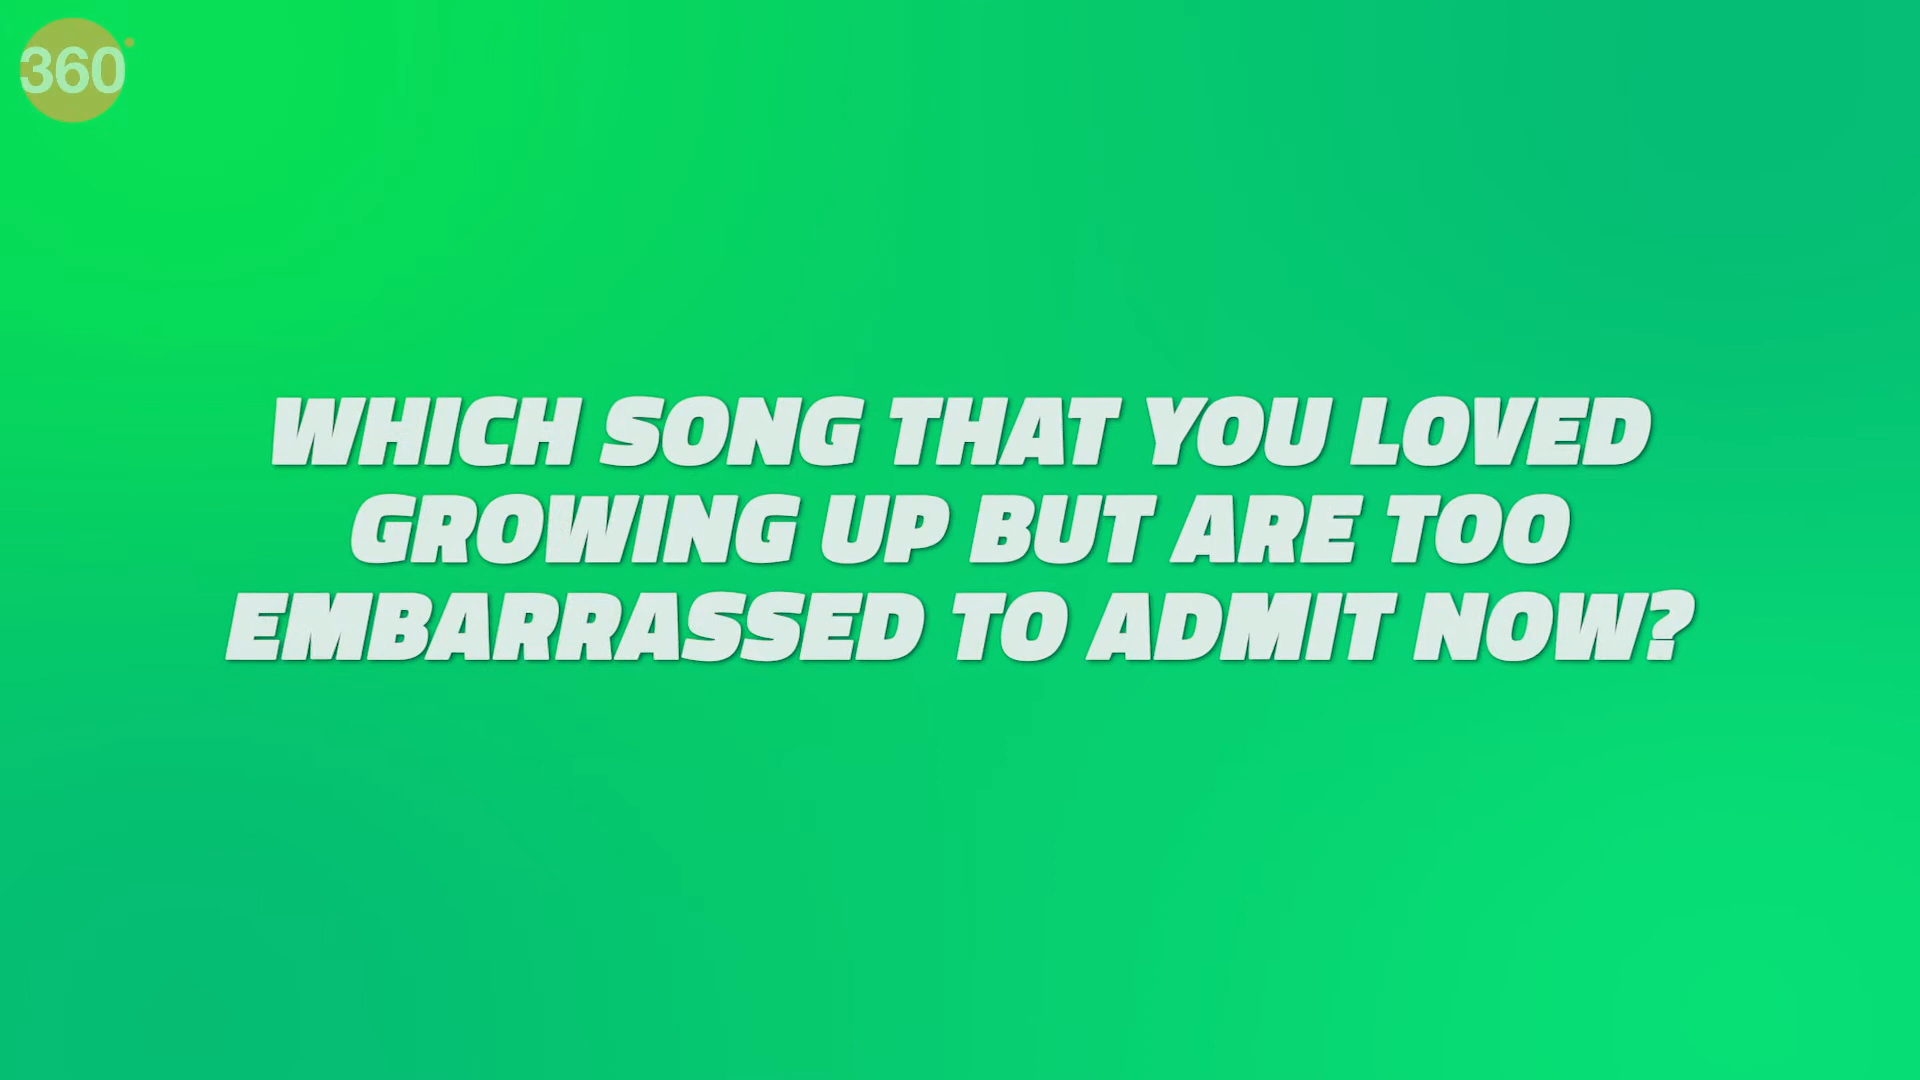 360°
WHICH SONG THAT YOU LOVED
GROWING UP BUT ARE TOO
EMBARRASSED TO ADMIT NOW?